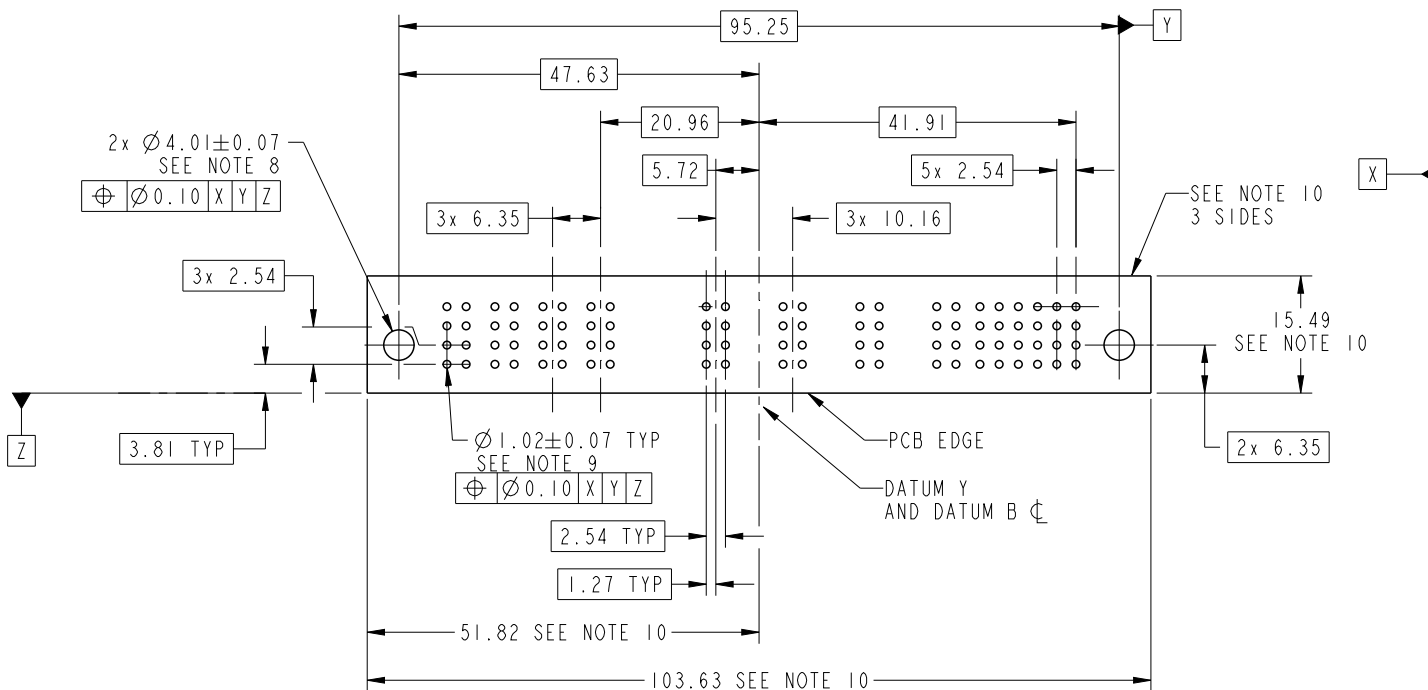 95.25
Y
47.63
20.96
41.91
2x Ø4.01±0.07
SEE NOTE 8
⌖ Ø0.10 X Y Z
5.72
5x 2.54
X
SEE NOTE 10
3 SIDES
3x 6.35
3x 10.16
3x 2.54
15.49
SEE NOTE 10
Z
3.81 TYP
Ø1.02±0.07 TYP
SEE NOTE 9
⌖ Ø0.10 X Y Z
PCB EDGE
2x 6.35
DATUM Y
AND DATUM B ℄
2.54 TYP
1.27 TYP
51.82 SEE NOTE 10
103.63 SEE NOTE 10